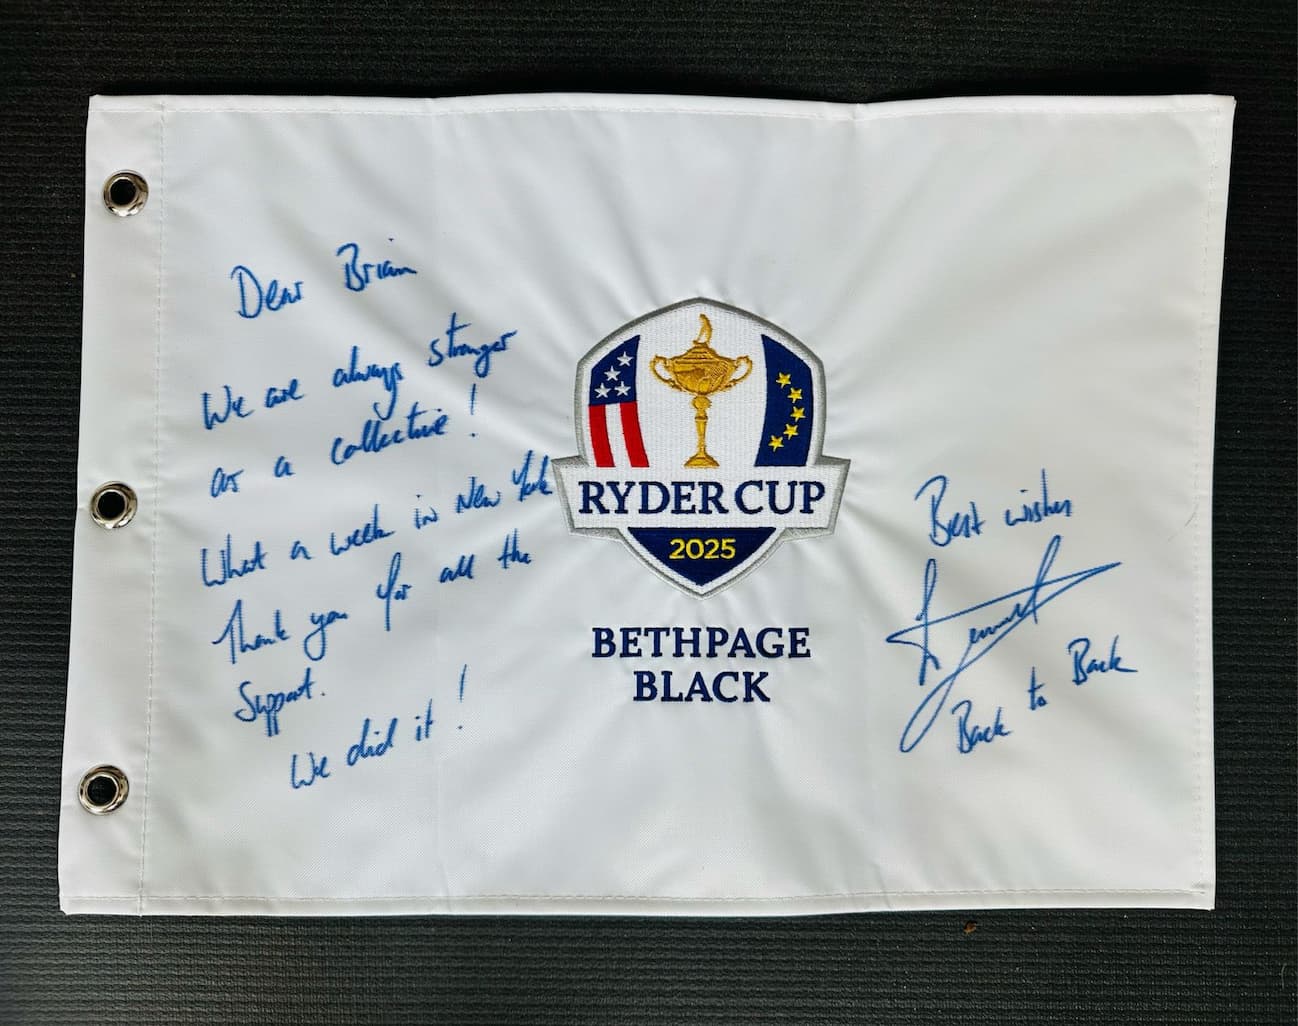 Dear Brian
We are always stronger
as a collective!
What a week in New York
Thank you for all the
Support.
We did it!
RYDER CUP
2025
BETHPAGE
BLACK
Best wishes
Back to Back